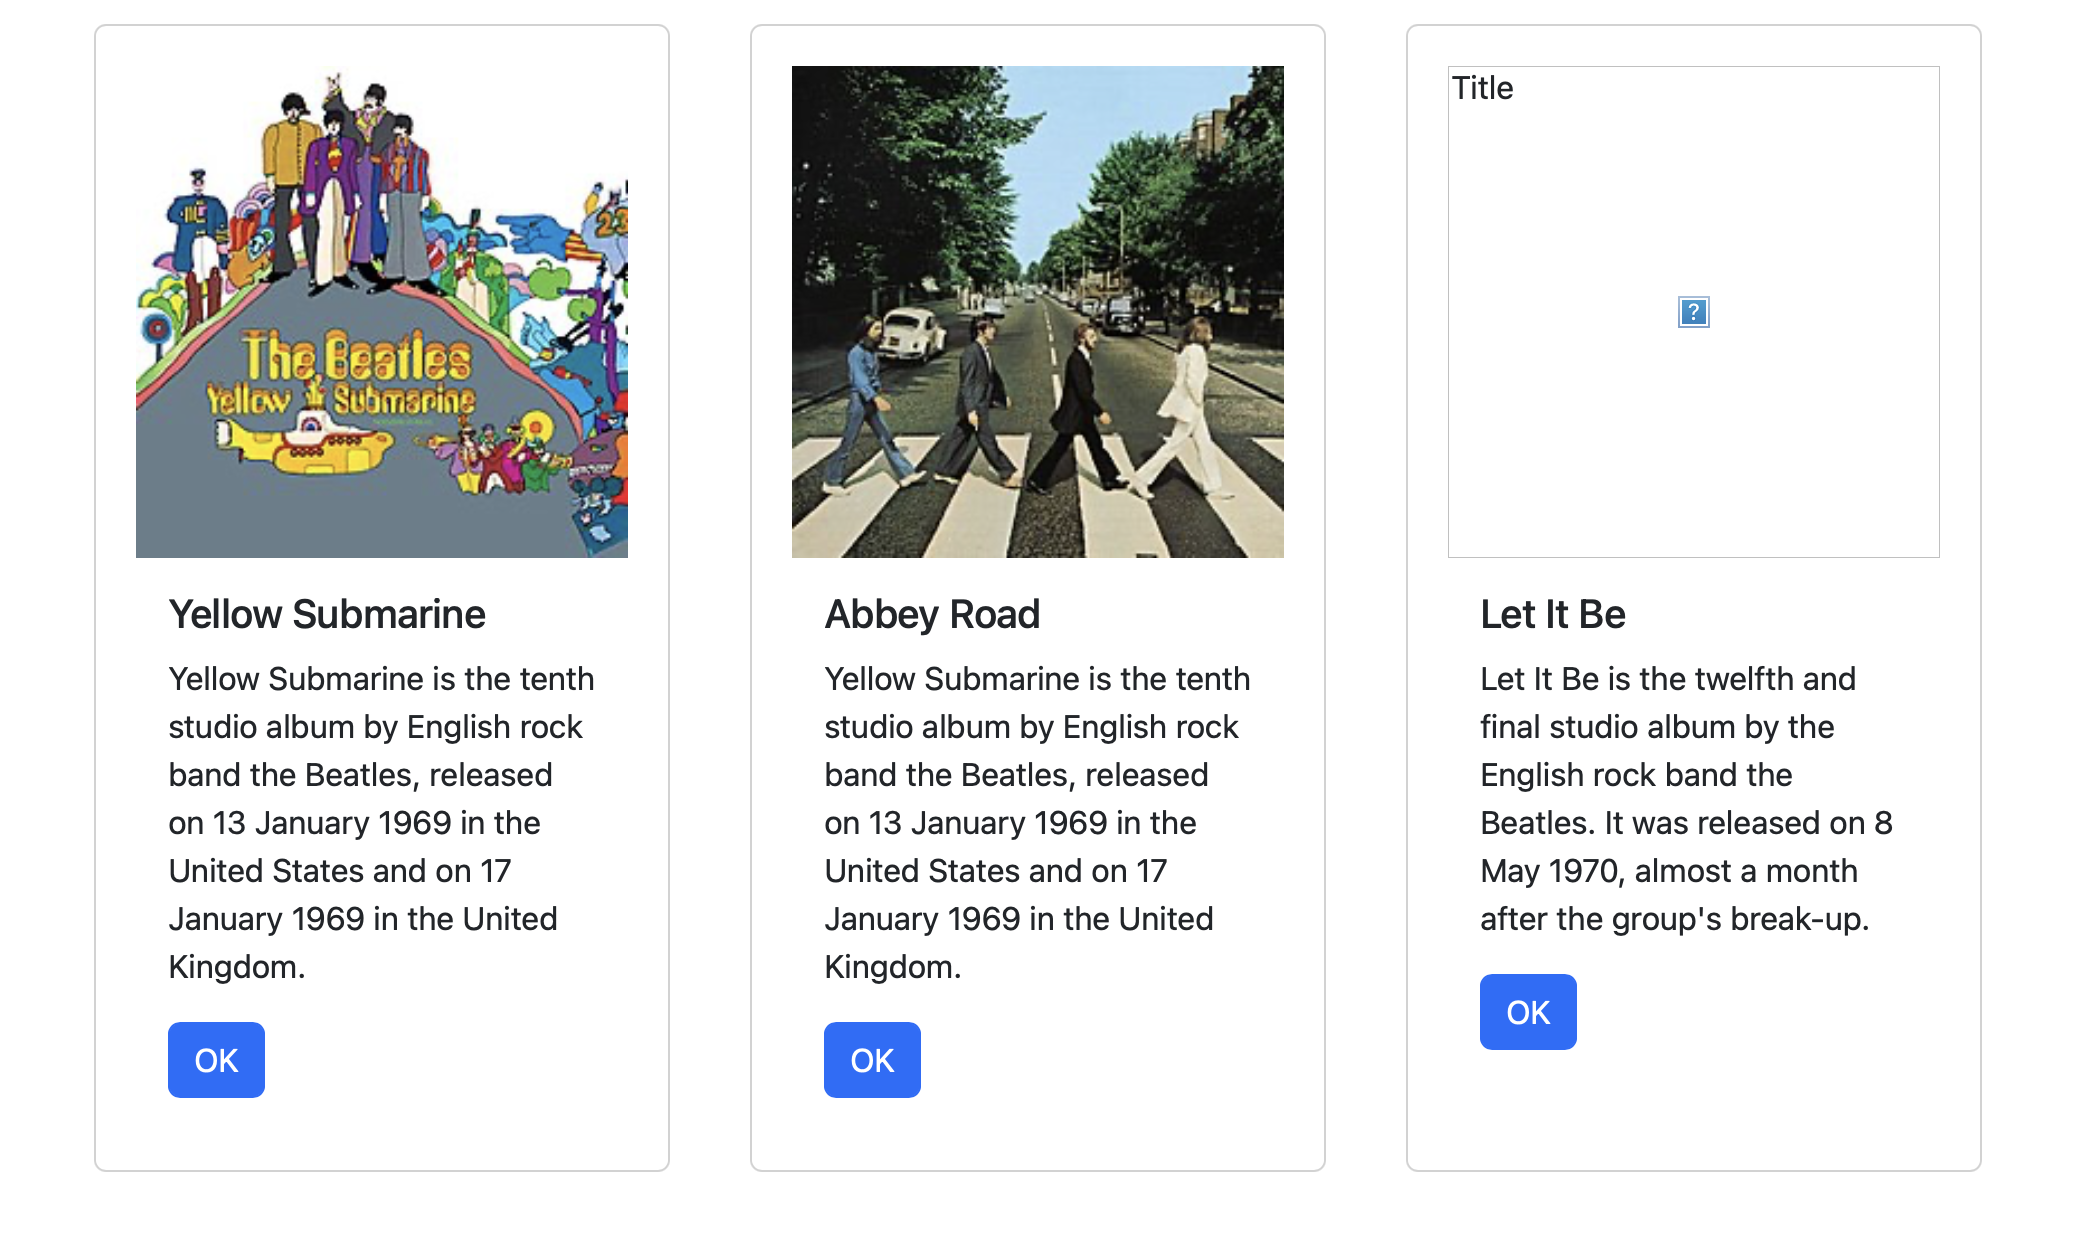 The Beatles
Yellow Submarine
23
Yellow Submarine
Yellow Submarine is the tenth
studio album by English rock
band the Beatles, released
on 13 January 1969 in the
United States and on 17
January 1969 in the United
Kingdom.
OK
Abbey Road
Yellow Submarine is the tenth
studio album by English rock
band the Beatles, released
on 13 January 1969 in the
United States and on 17
January 1969 in the United
Kingdom.
OK
Title
?
Let It Be
Let It Be is the twelfth and
final studio album by the
English rock band the
Beatles. It was released on 8
May 1970, almost a month
after the group's break-up.
OK